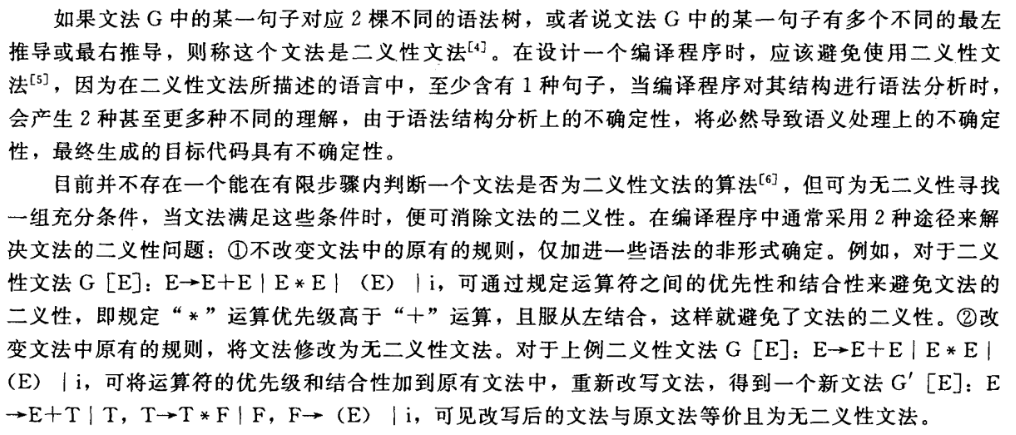 如果文法 G 中的某一句子对应 2 棵不同的语法树，或者说文法 G 中的某一句子有多个不同的最左
推导或最右推导，则称这个文法是二义性文法[4]。在设计一个编译程序时，应该避免使用二义性文
法[5]，因为在二义性文法所描述的语言中，至少含有 1 种句子，当编译程序对其结构进行语法分析时，
会产生 2 种甚至更多种不同的理解，由于语法结构分析上的不确定性，将必然导致语义处理上的不确定
性，最终生成的目标代码具有不确定性。
目前并不存在一个能在有限步骤内判断一个文法是否为二义性文法的算法[6]，但可为无二义性寻找
一组充分条件，当文法满足这些条件时，便可消除文法的二义性。在编译程序中通常采用 2 种途径来解
决文法的二义性问题：①不改变文法中的原有的规则，仅加进一些语法的非形式确定。例如，对于二义
性文法 G［E］：E→E＋E｜E * E｜（E）｜i，可通过规定运算符之间的优先性和结合性来避免文法的
二义性，即规定“*”运算优先级高于“＋”运算，且服从左结合，这样就避免了文法的二义性。②改
变文法中原有的规则，将文法修改为无二义性文法。对于上例二义性文法 G［E］：E→E＋E｜E * E｜
（E）｜i，可将运算符的优先级和结合性加到原有文法中，重新改写文法，得到一个新文法 G′［E］：E
→E＋T｜T，T→T * F｜F，F→（E）｜i，可见改写后的文法与原文法等价且为无二义性文法。